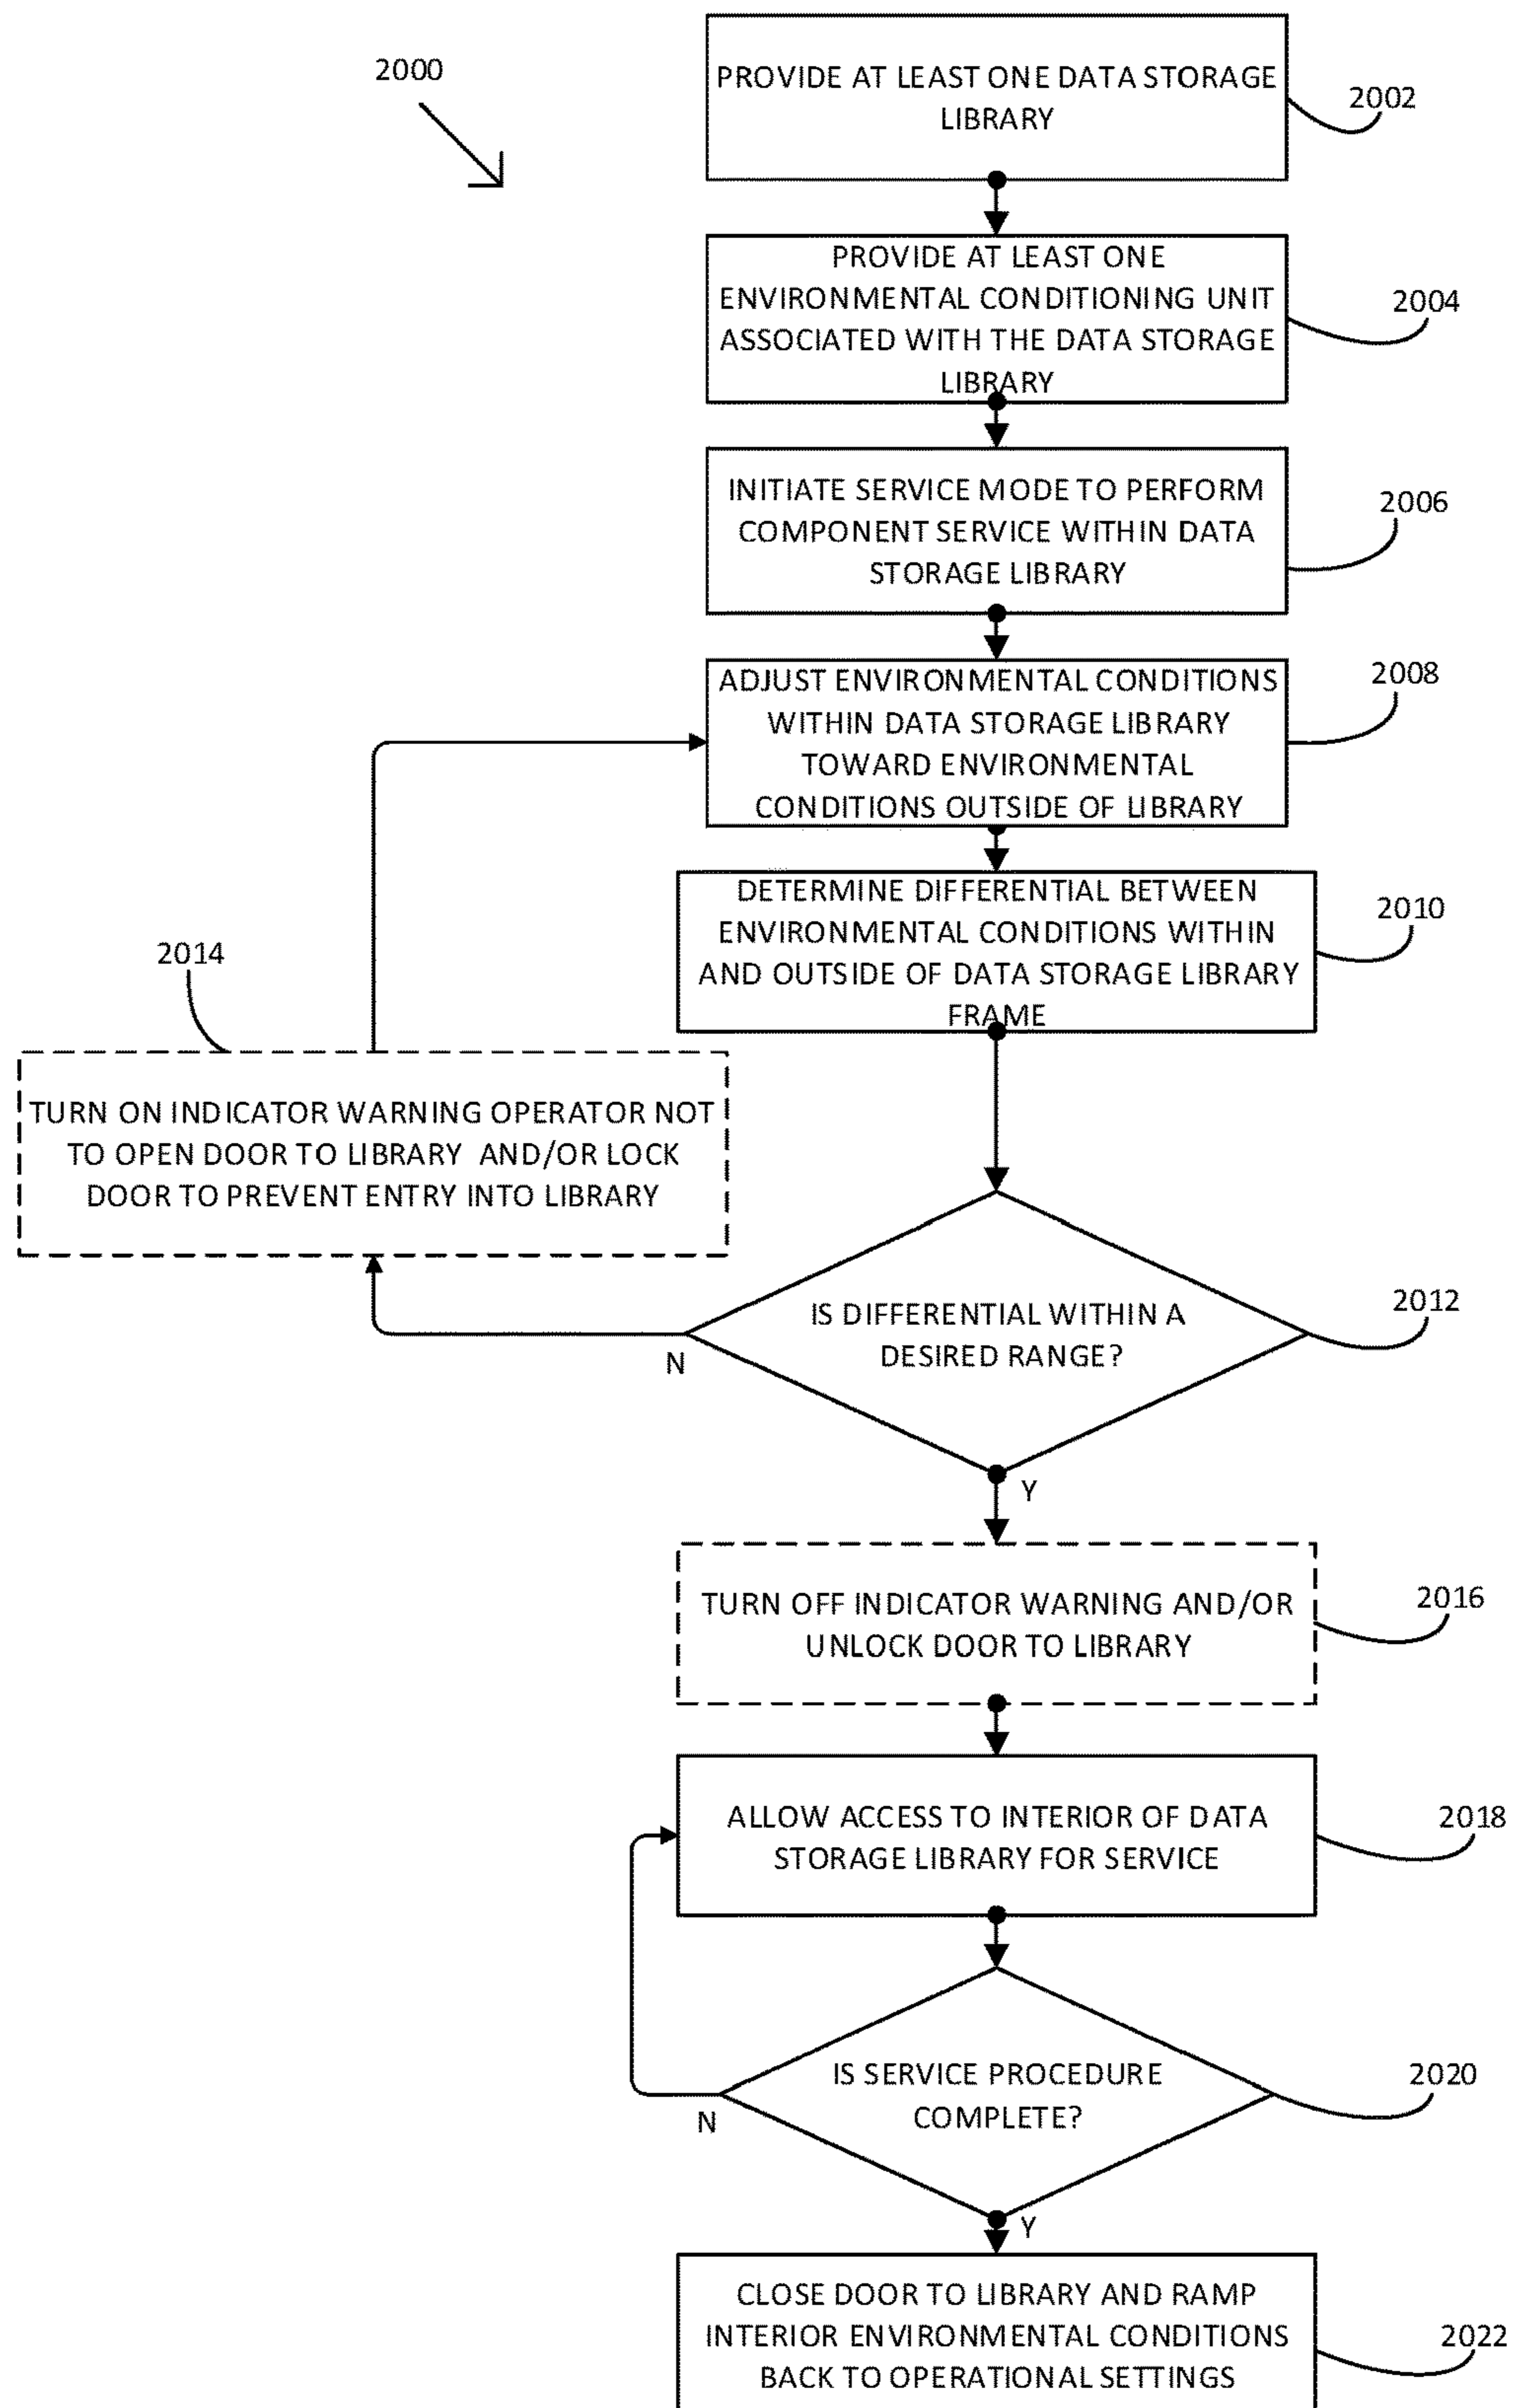 2000
PROVIDE AT LEAST ONE DATA STORAGE
LIBRARY
2002
PROVIDE AT LEAST ONE
ENVIRONMENTAL CONDITIONING UNIT
ASSOCIATED WITH THE DATA STORAGE
LIBRARY
2004
INITIATE SERVICE MODE TO PERFORM
COMPONENT SERVICE WITHIN DATA
STORAGE LIBRARY
2006
ADJUST ENVIRONMENTAL CONDITIONS
WITHIN DATA STORAGE LIBRARY
TOWARD ENVIRONMENTAL
CONDITIONS OUTSIDE OF LIBRARY
2008
DETERMINE DIFFERENTIAL BETWEEN
ENVIRONMENTAL CONDITIONS WITHIN
AND OUTSIDE OF DATA STORAGE LIBRARY
FRAME
2010
2014
TURN ON INDICATOR WARNING OPERATOR NOT
TO OPEN DOOR TO LIBRARY AND/OR LOCK
DOOR TO PREVENT ENTRY INTO LIBRARY
IS DIFFERENTIAL WITHIN A
DESIRED RANGE?
2012
N
Y
TURN OFF INDICATOR WARNING AND/OR
UNLOCK DOOR TO LIBRARY
2016
ALLOW ACCESS TO INTERIOR OF DATA
STORAGE LIBRARY FOR SERVICE
2018
IS SERVICE PROCEDURE
COMPLETE?
2020
N
Y
CLOSE DOOR TO LIBRARY AND RAMP
INTERIOR ENVIRONMENTAL CONDITIONS
BACK TO OPERATIONAL SETTINGS
2022